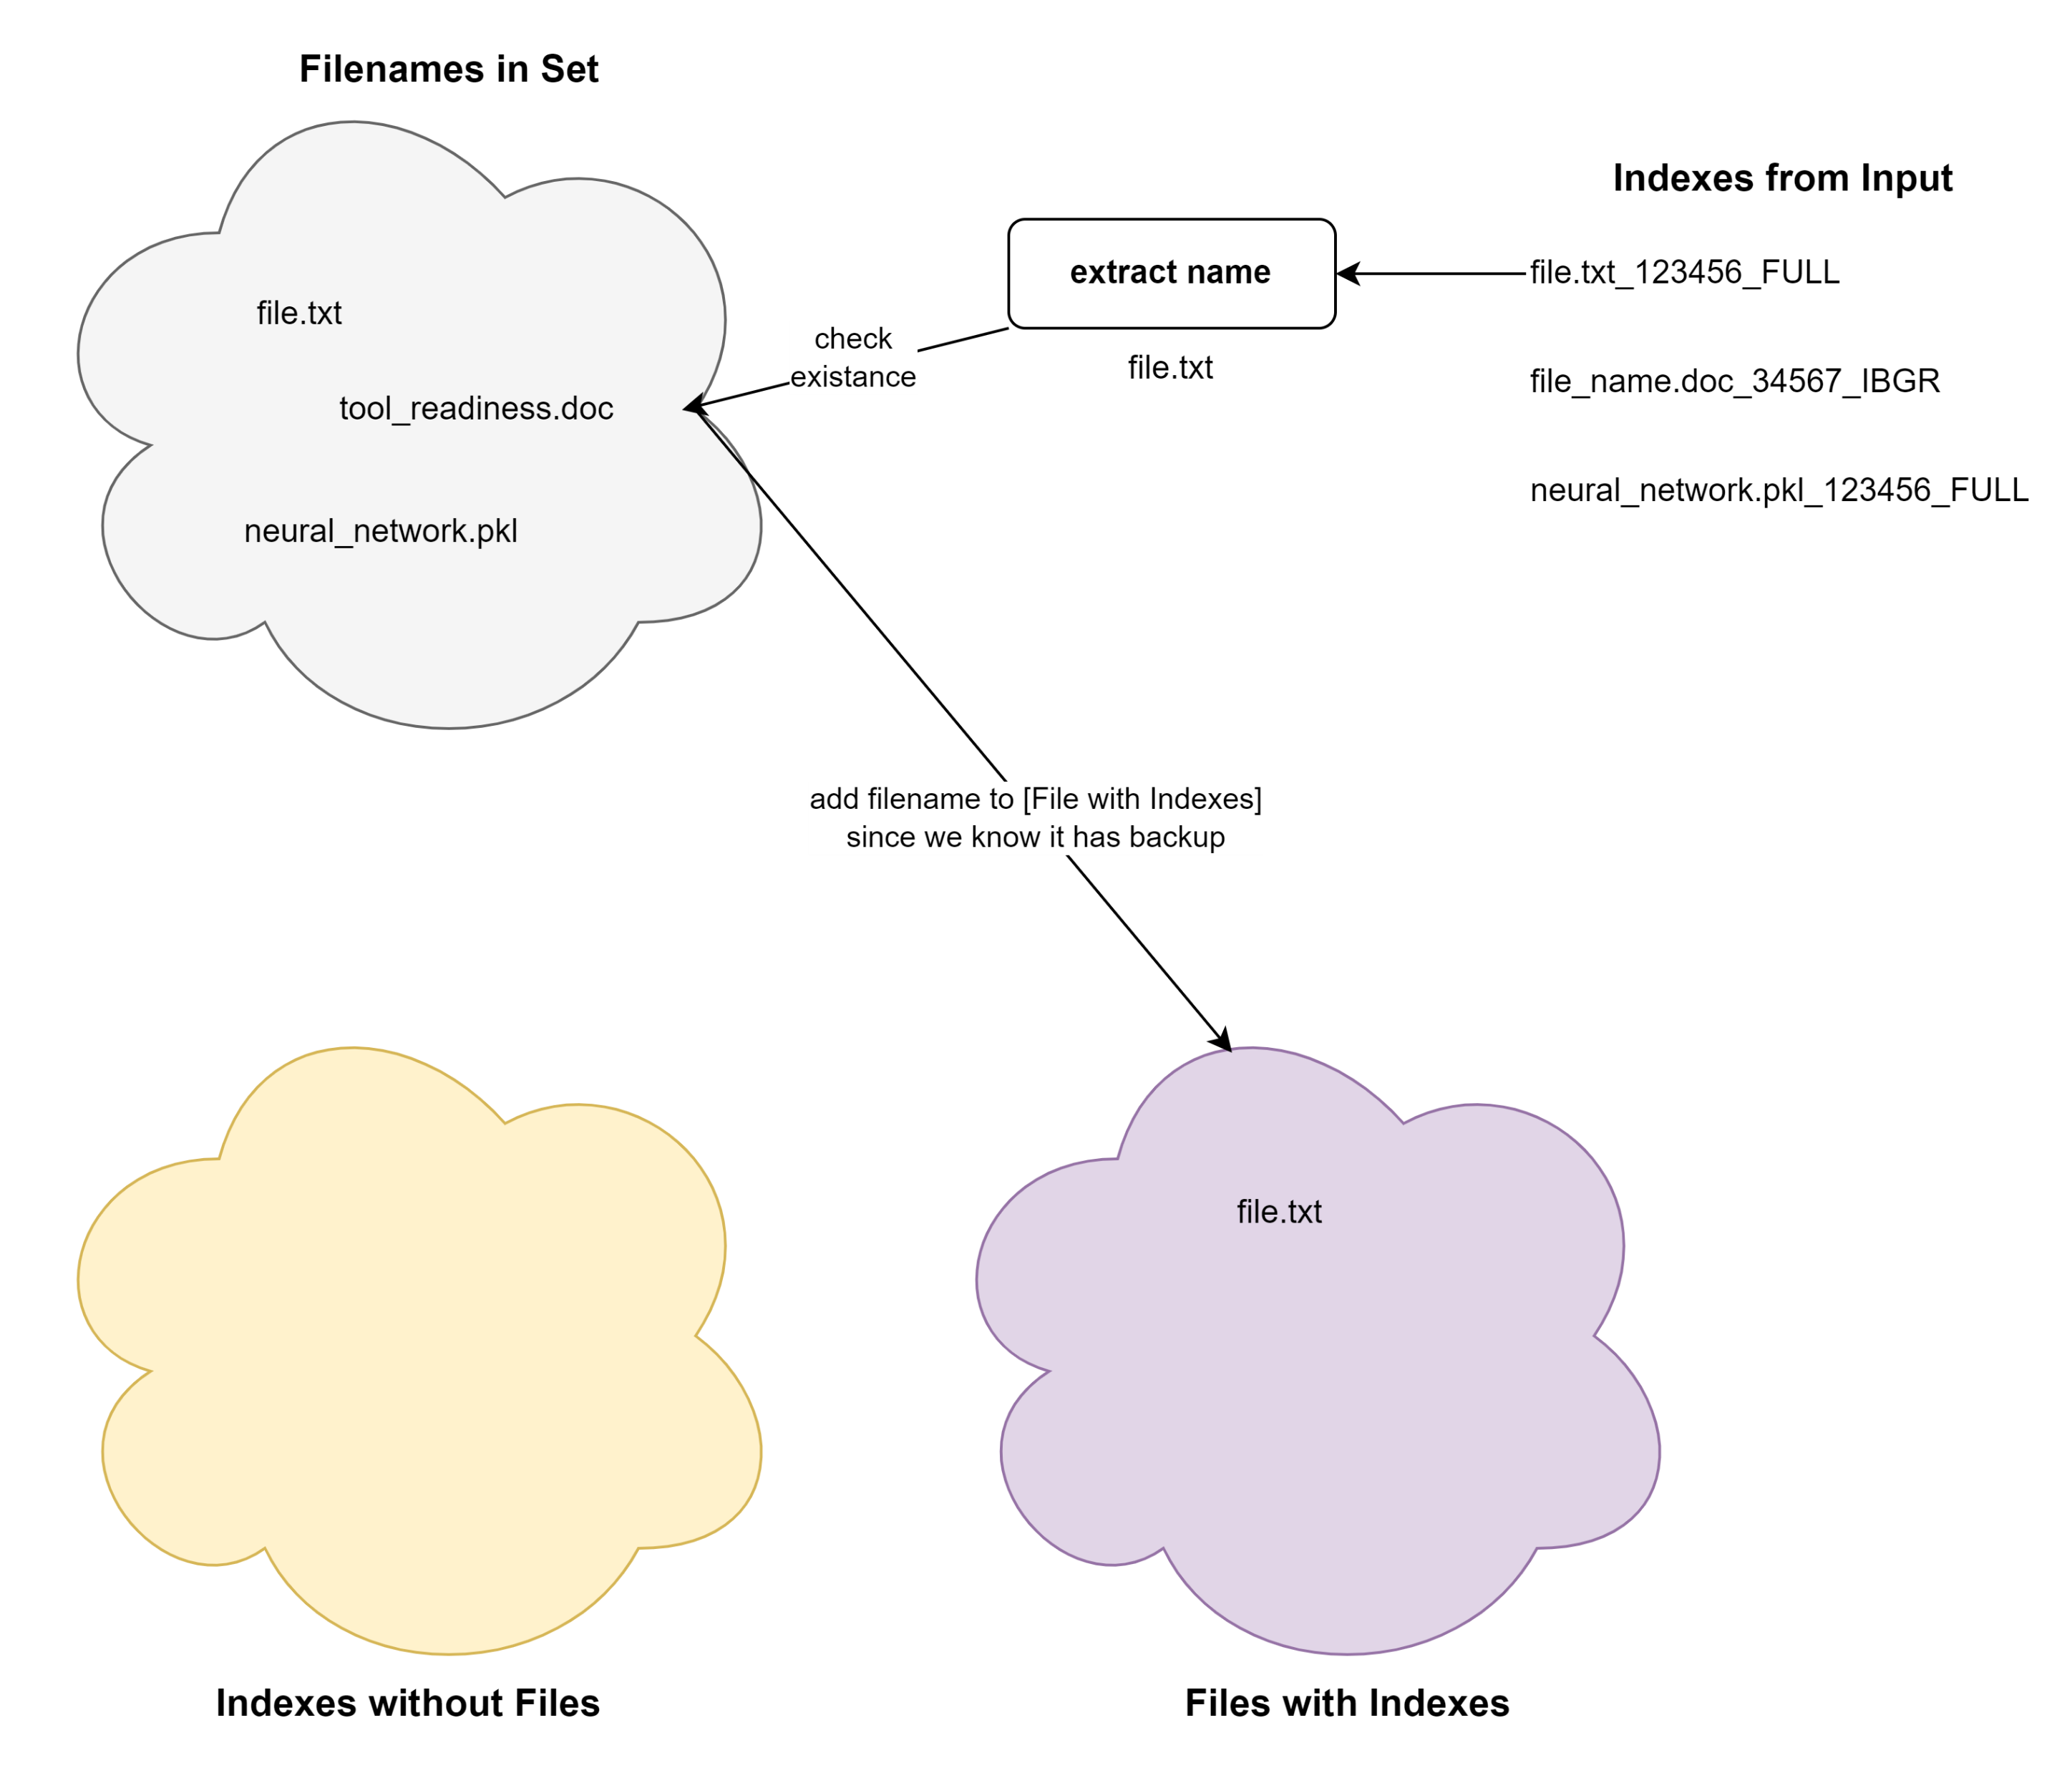 Filenames in Set
Indexes from Input
extract name
file.txt_123456_FULL
file.txt
check
existance
file.txt
file_name.doc_34567_IBGR
tool_readiness.doc
neural_network.pkl_123456_FULL
neural_network.pkl
add filename to [File with Indexes]
since we know it has backup
file.txt
Indexes without Files
Files with Indexes